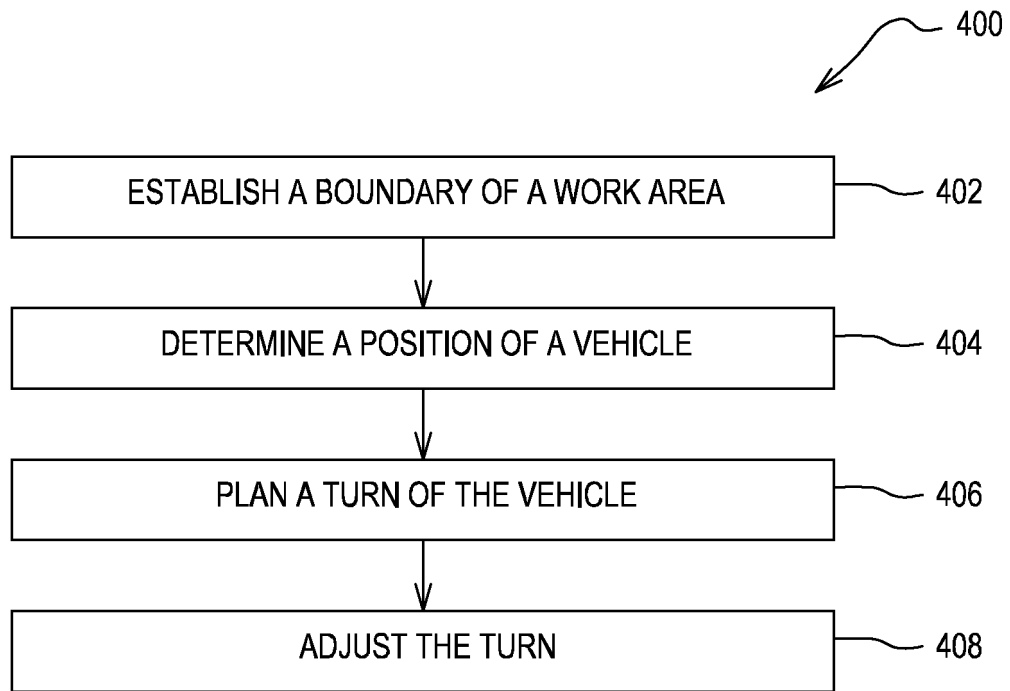 400
ESTABLISH A BOUNDARY OF A WORK AREA
402
DETERMINE A POSITION OF A VEHICLE
404
PLAN A TURN OF THE VEHICLE
406
ADJUST THE TURN
408